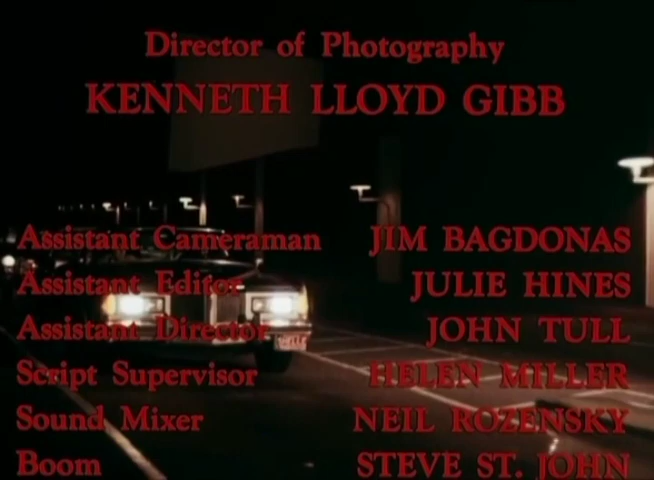 Director of Photography
KENNETH LLOYD GIBB
Assistant Cameraman JIM BAGDONAS
Assistant Editor JULIE HINES
Assistant Director JOHN TULL
Script Supervisor HELEN MILLER
Sound Mixer NEIL ROZENSKY
Boom STEVE ST. JOHN